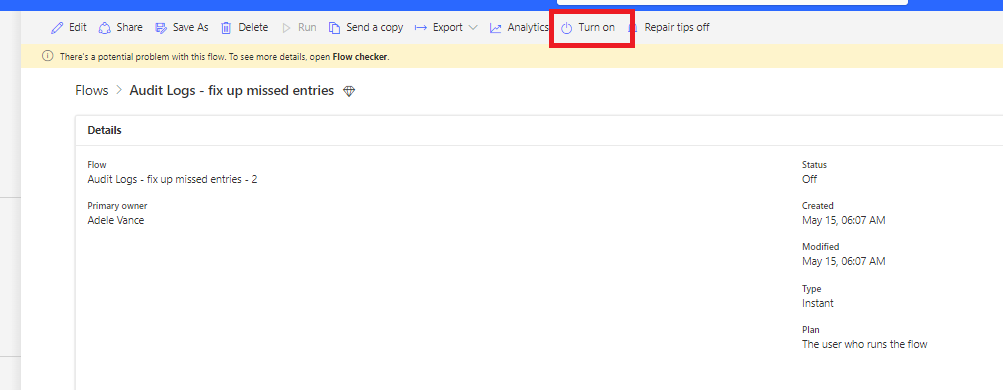 Edit Share Save As Delete Run Send a copy Export Analytics Turn on Repair tips off
There's a potential problem with this flow. To see more details, open Flow checker.
Flows > Audit Logs - fix up missed entries
Details
Flow
Audit Logs - fix up missed entries - 2
Primary owner
Adele Vance
Status
Off
Created
May 15, 06:07 AM
Modified
May 15, 06:07 AM
Type
Instant
Plan
The user who runs the flow